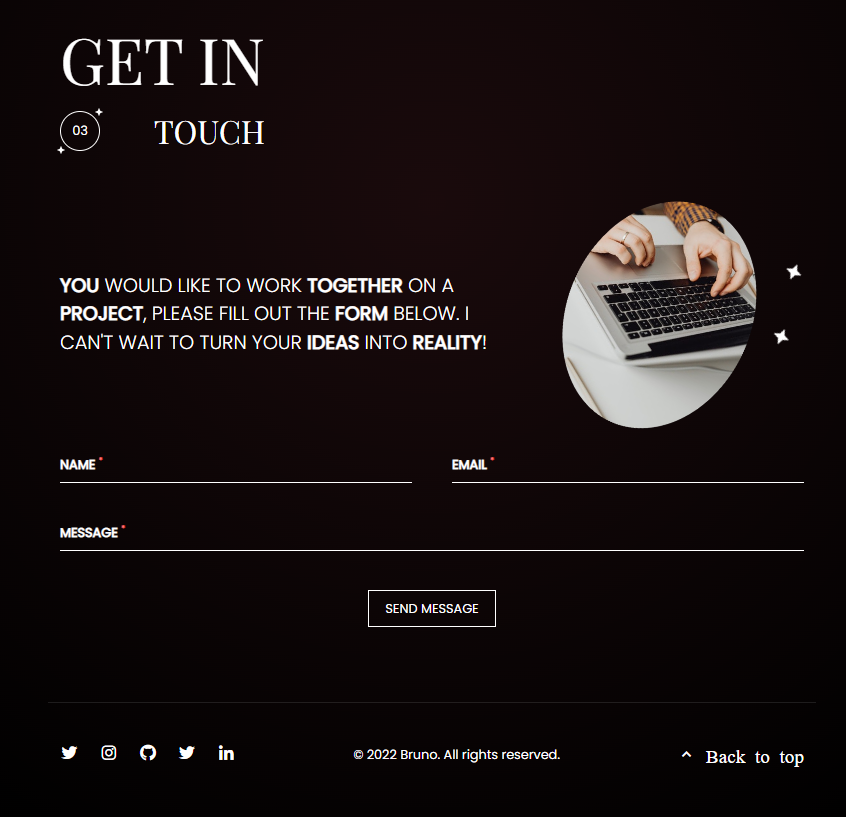 GET IN
03
TOUCH
YOU WOULD LIKE TO WORK TOGETHER ON A
PROJECT, PLEASE FILL OUT THE FORM BELOW. I
CAN'T WAIT TO TURN YOUR IDEAS INTO REALITY!
NAME *
EMAIL *
MESSAGE *
SEND MESSAGE
© 2022 Bruno. All rights reserved.
Back to top